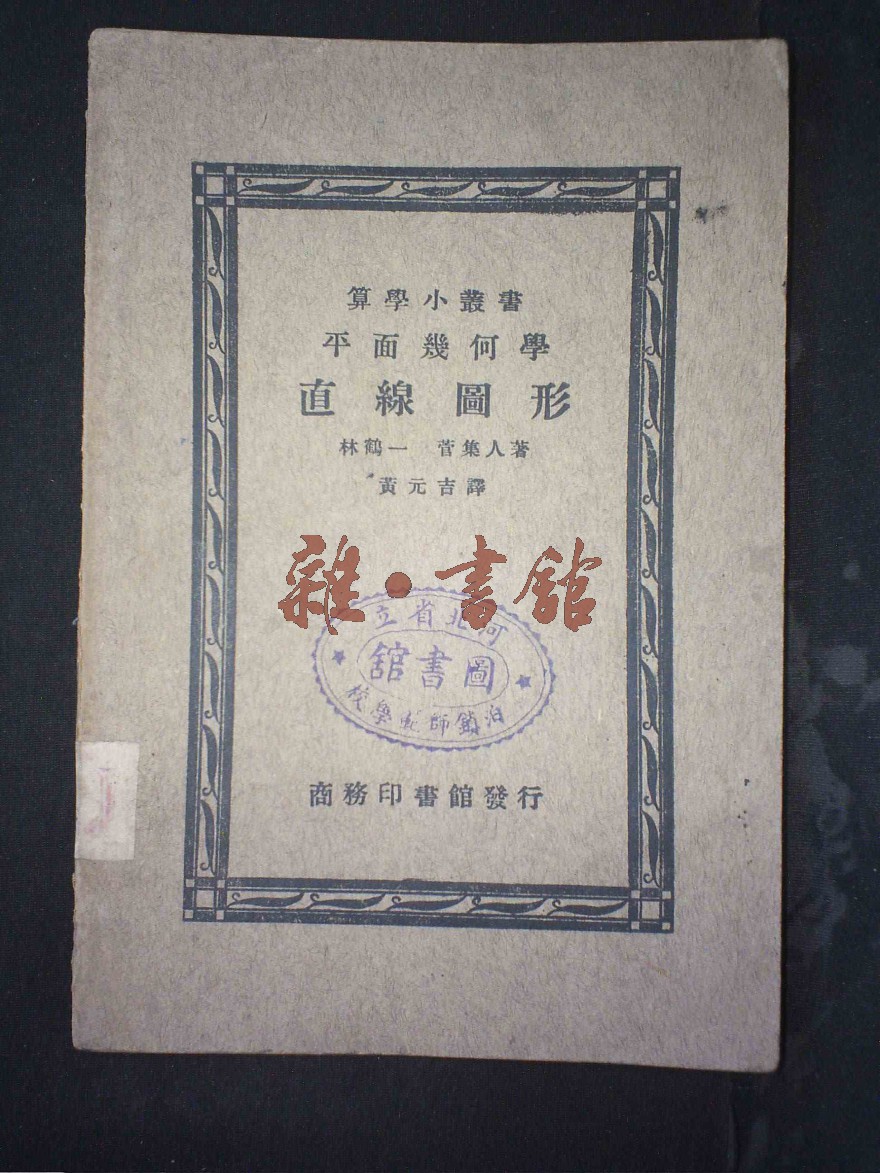 算學小叢書
平面幾何學
直線圖形
林鶴一 菅集人著
黃元吉譯
雜·書館
河北省立
圖書館
泊鎮師範學校
商務印書館發行